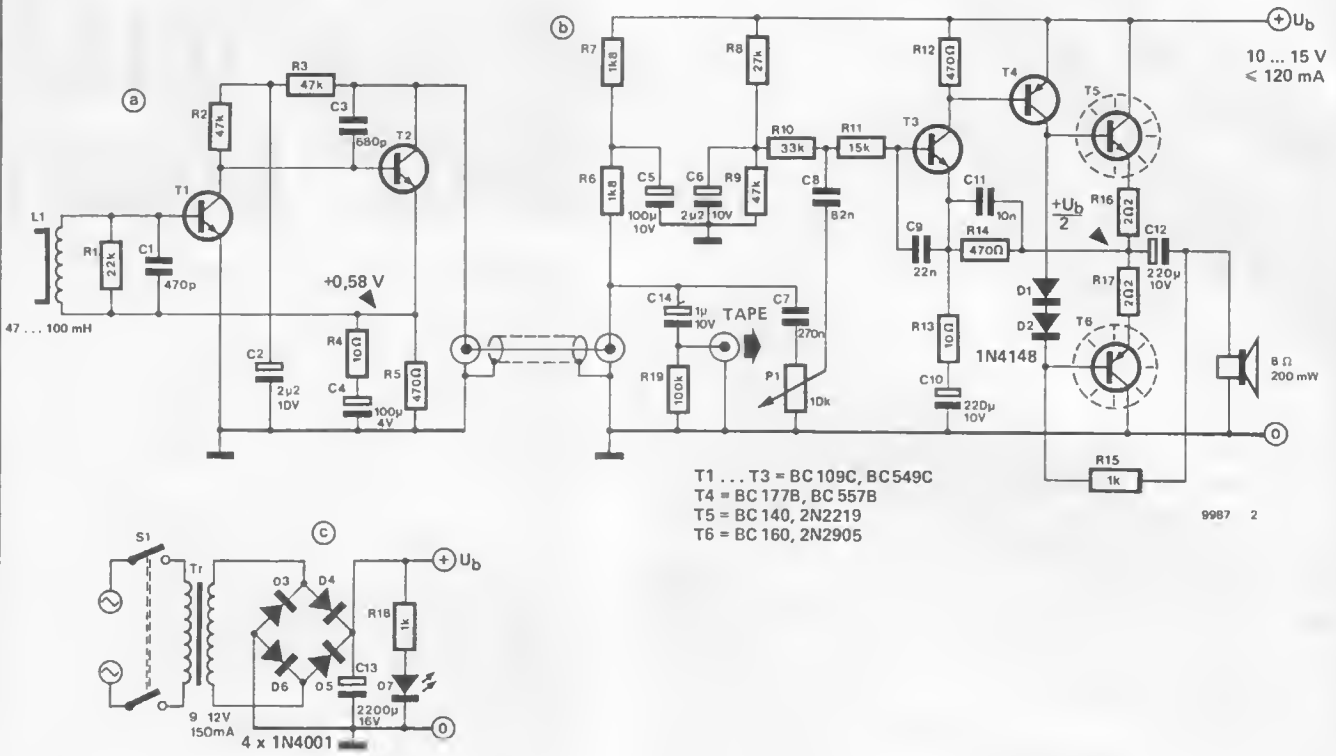 a
L1
47 ... 100 mH
R1
22k
C1
470p
T1
R2
47k
R3
47k
C3
680p
T2
+0,58 V
C2
2µ2
10V
R4
10Ω
C4
100µ
4V
R5
470Ω
b
R7
1k8
R6
1k8
C5
100µ
10V
R8
27k
C6
2µ2
10V
R9
47k
R10
33k
R11
15k
C8
82n
C14
1µ
10V
TAPE
R19
100k
C7
270n
P1
10k
R12
470Ω
T3
C9
22n
C11
10n
R14
470Ω
R13
10Ω
C10
220µ
10V
T4
T5
R16
2Ω2
+Ub
2
R17
2Ω2
C12
220µ
10V
D1
D2
1N4148
T6
R15
1k
8 Ω
200 mW
+ Ub
10 ... 15 V
≤ 120 mA
0
T1 ... T3 = BC 109C, BC 549C
T4 = BC 177B, BC 557B
T5 = BC 140, 2N2219
T6 = BC 160, 2N2905
9987 2
c
S1
Tr
9 12V
150mA
D3
D4
D6
D5
4 x 1N4001
C13
2200µ
16V
R18
1k
D7
+ Ub
0